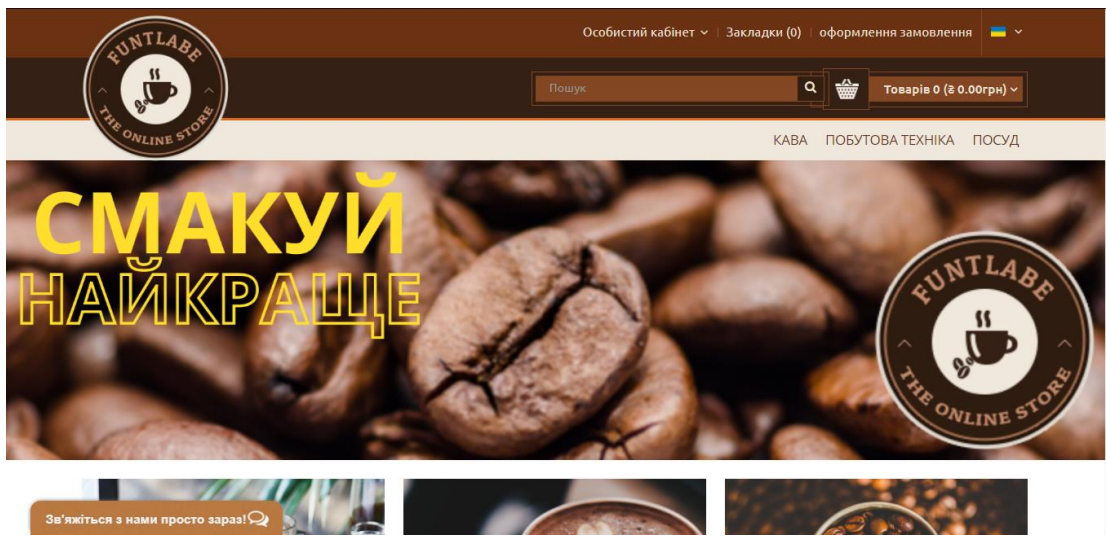 Особистий кабінет
Закладки (0)
оформлення замовлення
FUNTLABE
THE ONLINE STORE
Пошук
Товарів 0 (₴ 0.00грн)
КАВА ПОБУТОВА ТЕХНІКА ПОСУД
СМАКУЙ
НАЙКРАЩЕ
FUNTLABE
THE ONLINE STORE
Зв'яжіться з нами просто зараз!